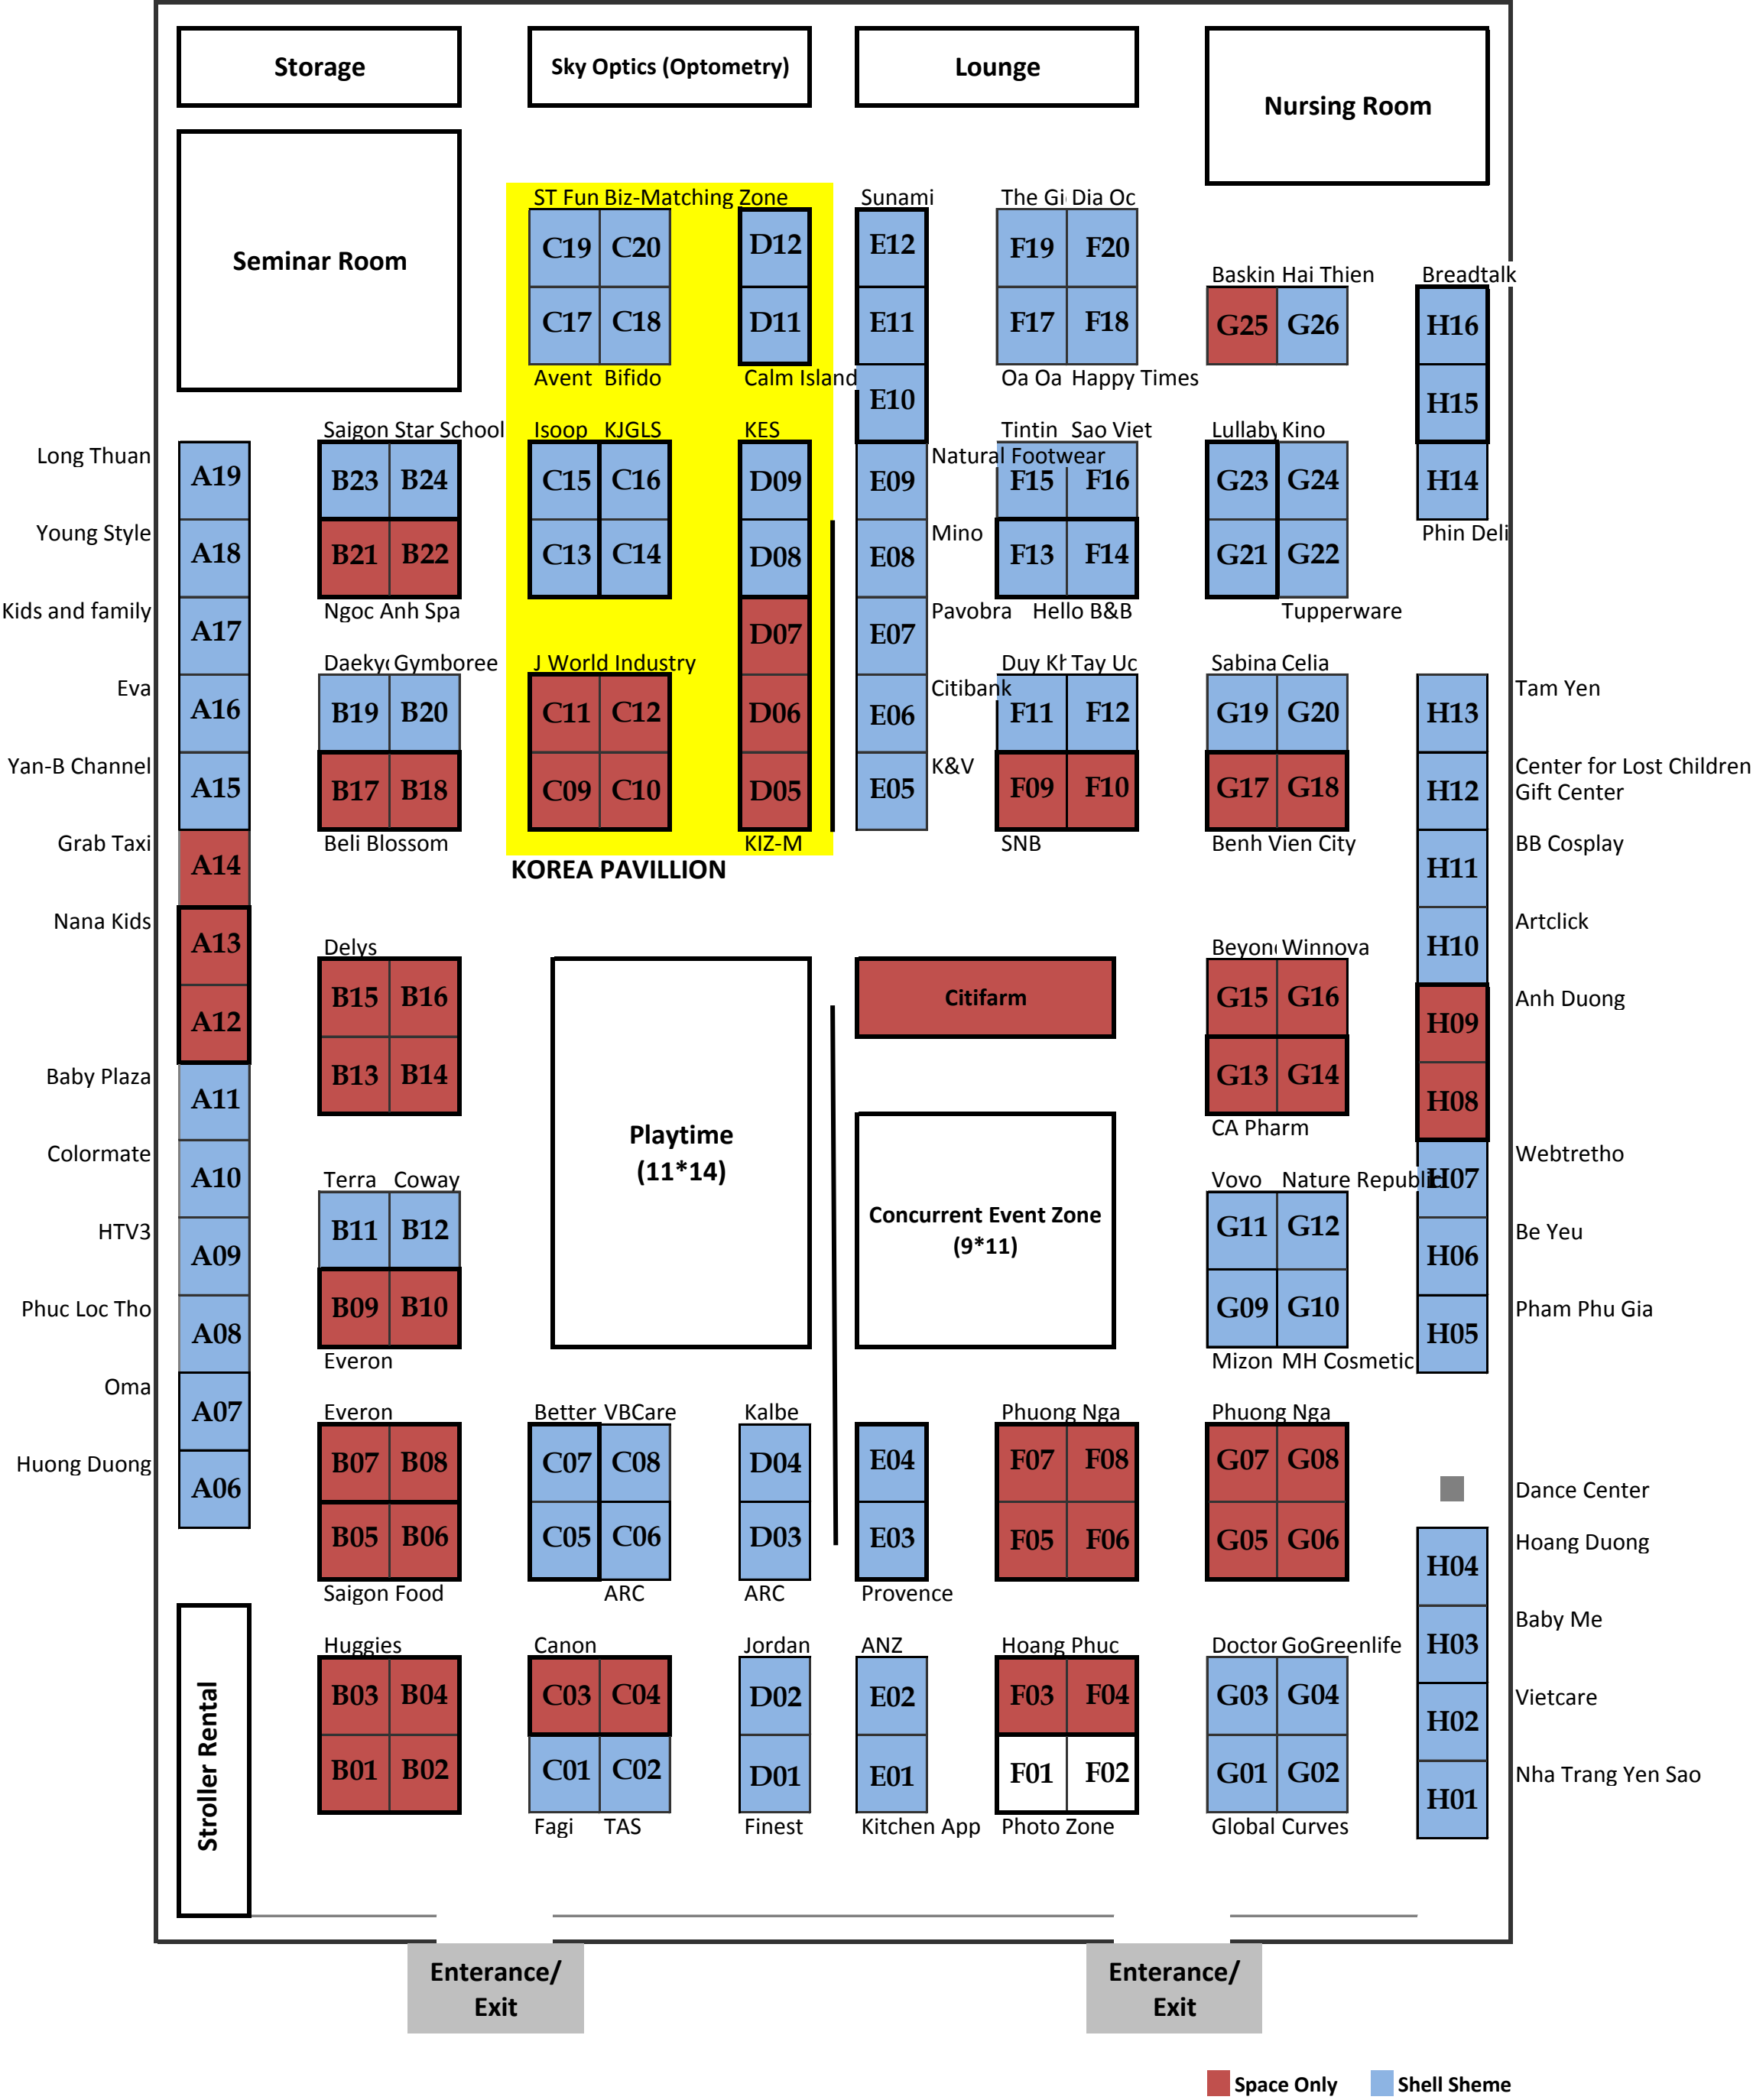 Storage
Sky Optics (Optometry)
Lounge
Nursing Room
Seminar Room
ST Fun Biz-Matching Zone
Sunami
The Gi Dia Oc
C19 C20 D12 E12 F19 F20
Baskin Hai Thien
Breadtalk
C17 C18 D11 E11 F17 F18 G25 G26 H16
Avent Bifido
Calm Island
Oa Oa Happy Times
E10 H15
Saigon Star School
Isoop KJGLS
KES
Tintin Sao Viet
Lullaby Kino
Long Thuan
Natural Footwear
A19 B23 B24 C15 C16 D09 E09 F15 F16 G23 G24 H14
Young Style
Mino
Phin Deli
A18 B21 B22 C13 C14 D08 E08 F13 F14 G21 G22
Kids and family
Ngoc Anh Spa
Pavobra
Hello B&B
Tupperware
A17 D07 E07
Gymboree
J World Industry
Duy Kh Tay Uc
Sabina Celia
Eva
Citibank
Tam Yen
A16 B19 B20 C11 C12 D06 E06 F11 F12 G19 G20 H13
Yan-B Channel
K&V
Center for Lost Children
Gift Center
A15 B17 B18 C09 C10 D05 E05 F09 F10 G17 G18 H12
Grab Taxi
Beli Blossom
KIZ-M
SNB
Benh Vien City
BB Cosplay
KOREA PAVILLION
A14 H11
Nana Kids
Artclick
A13 H10
Delys
Winnova
B15 B16
Citifarm
G15 G16
Anh Duong
A12 H09
B13 B14 G13 G14
Baby Plaza
A11 H08
CA Pharm
Playtime
(11*14)
Colormate
Webtretho
A10 H07
Terra Coway
Vovo Nature Republic
Concurrent Event Zone
(9*11)
HTV3
B11 B12 G11 G12
Be Yeu
A09 H06
Phuc Loc Tho
B09 B10 G09 G10
Pham Phu Gia
A08 H05
Everon
Mizon MH Cosmetic
Oma
A07
Everon
Better VBCare
Kalbe
Phuong Nga
Phuong Nga
Huong Duong
B07 B08 C07 C08 D04 E04 F07 F08 G07 G08
A06
Dance Center
B05 B06 C05 C06 D03 E03 F05 F06 G05 G06
Hoang Duong
H04
Saigon Food
ARC
ARC
Provence
Baby Me
Huggies
Canon
Jordan
ANZ
Hoang Phuc
Doctor GoGreenlife
H03
B03 B04 C03 C04 D02 E02 F03 F04 G03 G04
Vietcare
H02
Stroller Rental
B01 B02 C01 C02 D01 E01 F01 F02 G01 G02
Nha Trang Yen Sao
H01
Fagi TAS
Finest
Kitchen App
Photo Zone
Global Curves
Enterance/
Exit
Enterance/
Exit
Space Only
Shell Sheme